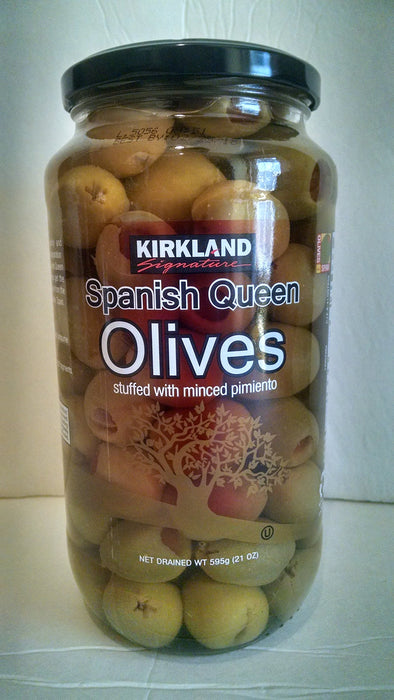 KIRKLAND
Signature
Spanish Queen
Olives
stuffed with minced pimiento
U
NET DRAINED WT 595g (21 OZ)